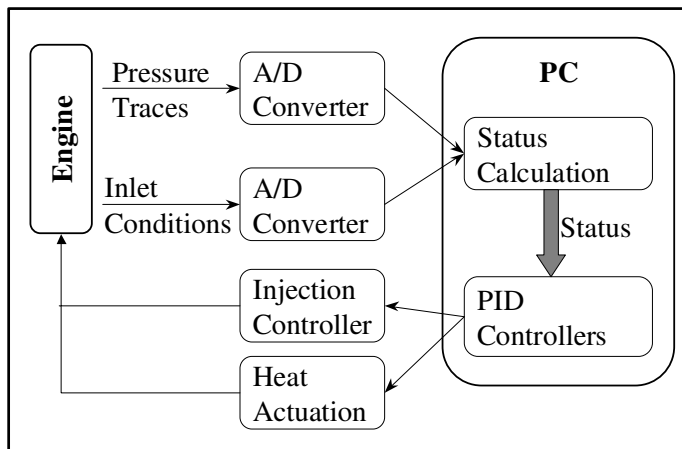 Engine
Pressure
Traces
A/D
Converter
PC
Status
Calculation
Inlet
Conditions
A/D
Converter
Status
Injection
Controller
PID
Controllers
Heat
Actuation